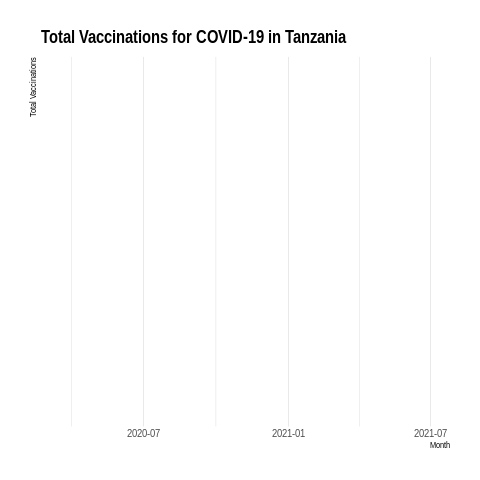 Total Vaccinations for COVID-19 in Tanzania
Total Vaccinations
2020-07 2021-01 2021-07
Month